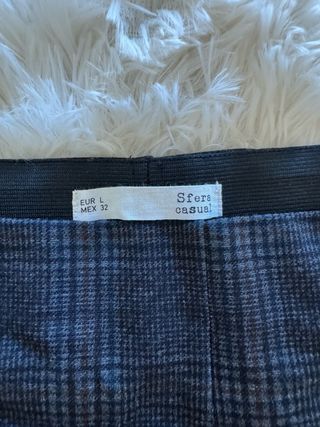 EUR L
MEX 32
Sfera
casual